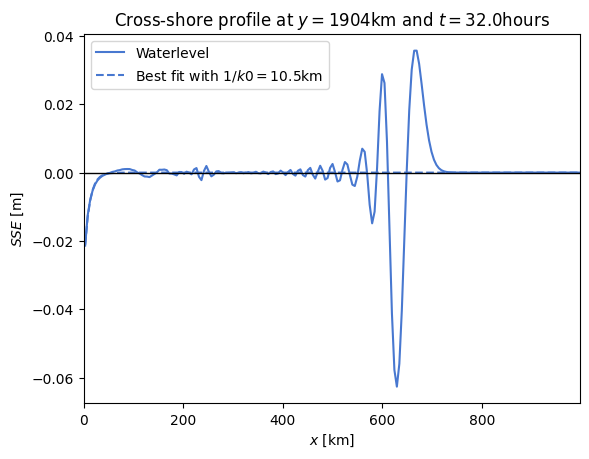 Cross-shore profile at y = 1904km and t = 32.0hours
Waterlevel
Best fit with 1/k0 = 10.5km
0.04
0.02
0.00
−0.02
−0.04
−0.06
SSE [m]
0 200 400 600 800
x [km]